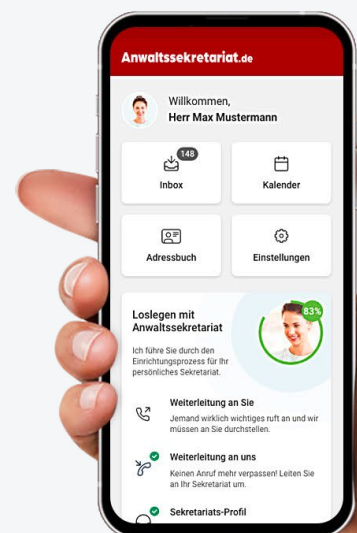 Anwaltssekretariat.de
Willkommen,
Herr Max Mustermann
148
Inbox
Kalender
Adressbuch
Einstellungen
Loslegen mit
Anwaltssekretariat
83%
Ich führe Sie durch den
Einrichtungsprozess für Ihr
persönliches Sekretariat.
Weiterleitung an Sie
Jemand wirklich wichtiges ruft an und wir
müssen an Sie durchstellen.
Weiterleitung an uns
Keinen Anruf mehr verpassen! Leiten Sie
an Ihr Sekretariat um.
Sekretariats-Profil